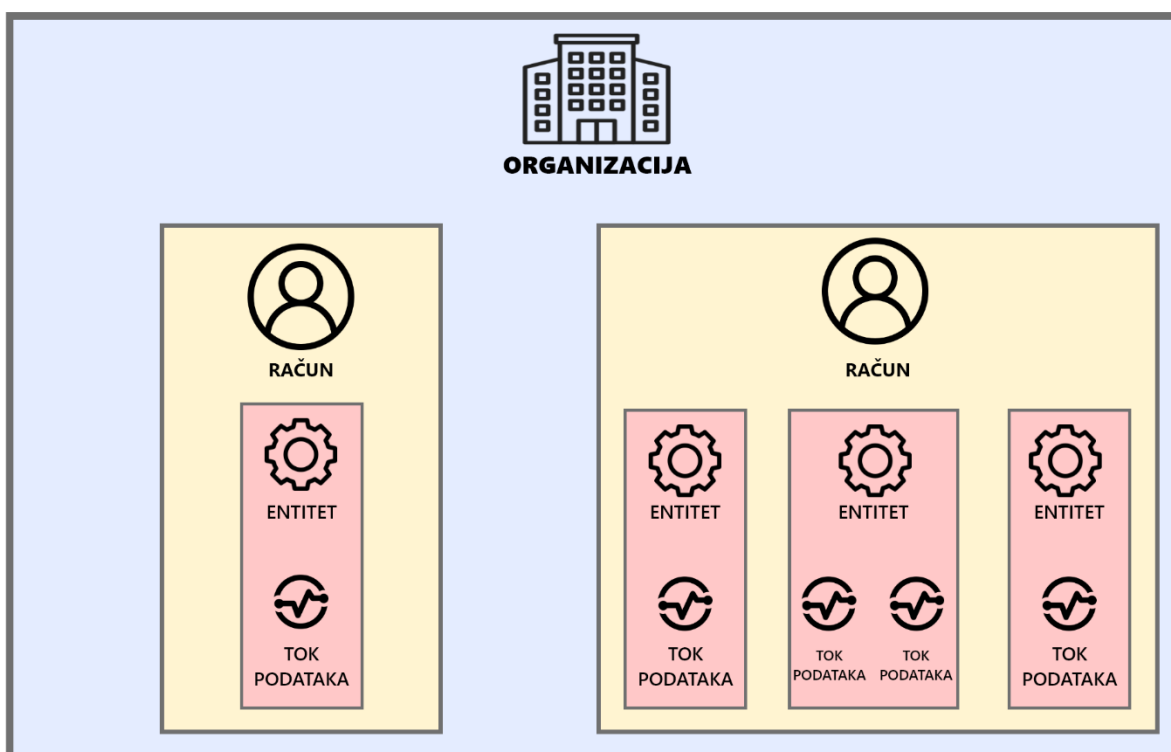 ORGANIZACIJA
RAČUN
ENTITET
TOK
PODATAKA
RAČUN
ENTITET
TOK
PODATAKA
ENTITET
TOK
PODATAKA
TOK
PODATAKA
ENTITET
TOK
PODATAKA